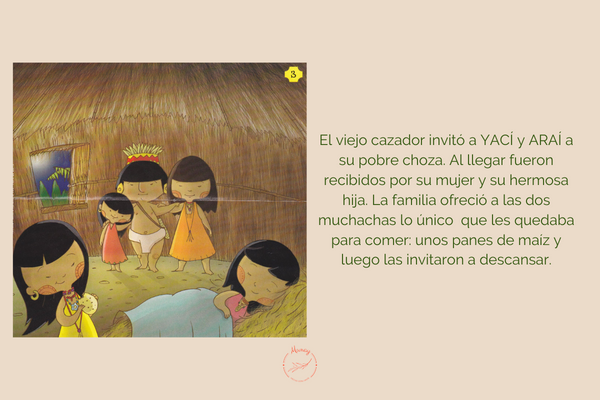 3
El viejo cazador invitó a YACÍ y ARAÍ a
su pobre choza. Al llegar fueron
recibidos por su mujer y su hermosa
hija. La familia ofreció a las dos
muchachas lo único  que les quedaba
para comer: unos panes de maíz y
luego las invitaron a descansar.